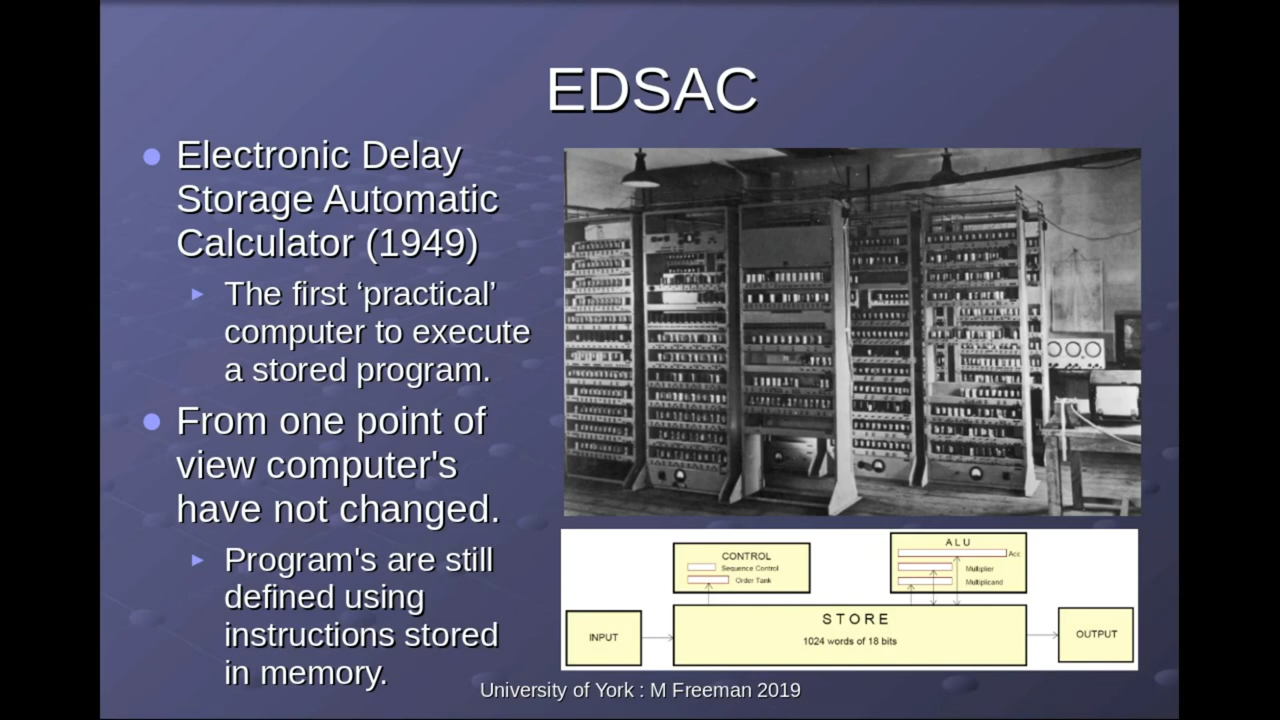 EDSAC
Electronic Delay
Storage Automatic
Calculator (1949)
The first ‘practical’
computer to execute
a stored program.
From one point of
view computer's
have not changed.
Program's are still
defined using
instructions stored
in memory.
CONTROL
Sequence Control
Order Tank
ALU
Acc
Multiplier
Multiplicand
INPUT
STORE
1024 words of 18 bits
OUTPUT
University of York : M Freeman 2019